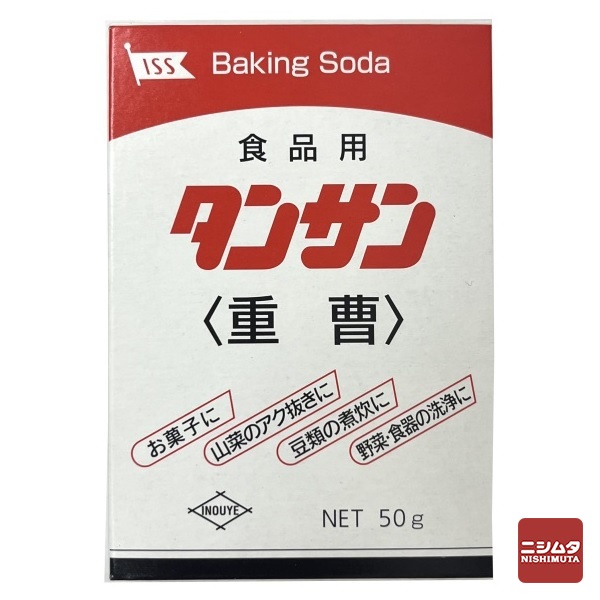 ISS
Baking Soda
食品用
タンサン
〈重曹〉
お菓子に
山菜のアク抜きに
豆類の煮炊に
野菜・食器の洗浄に
INOUYE
NET 50g
ニシムタ
NISHIMUTA